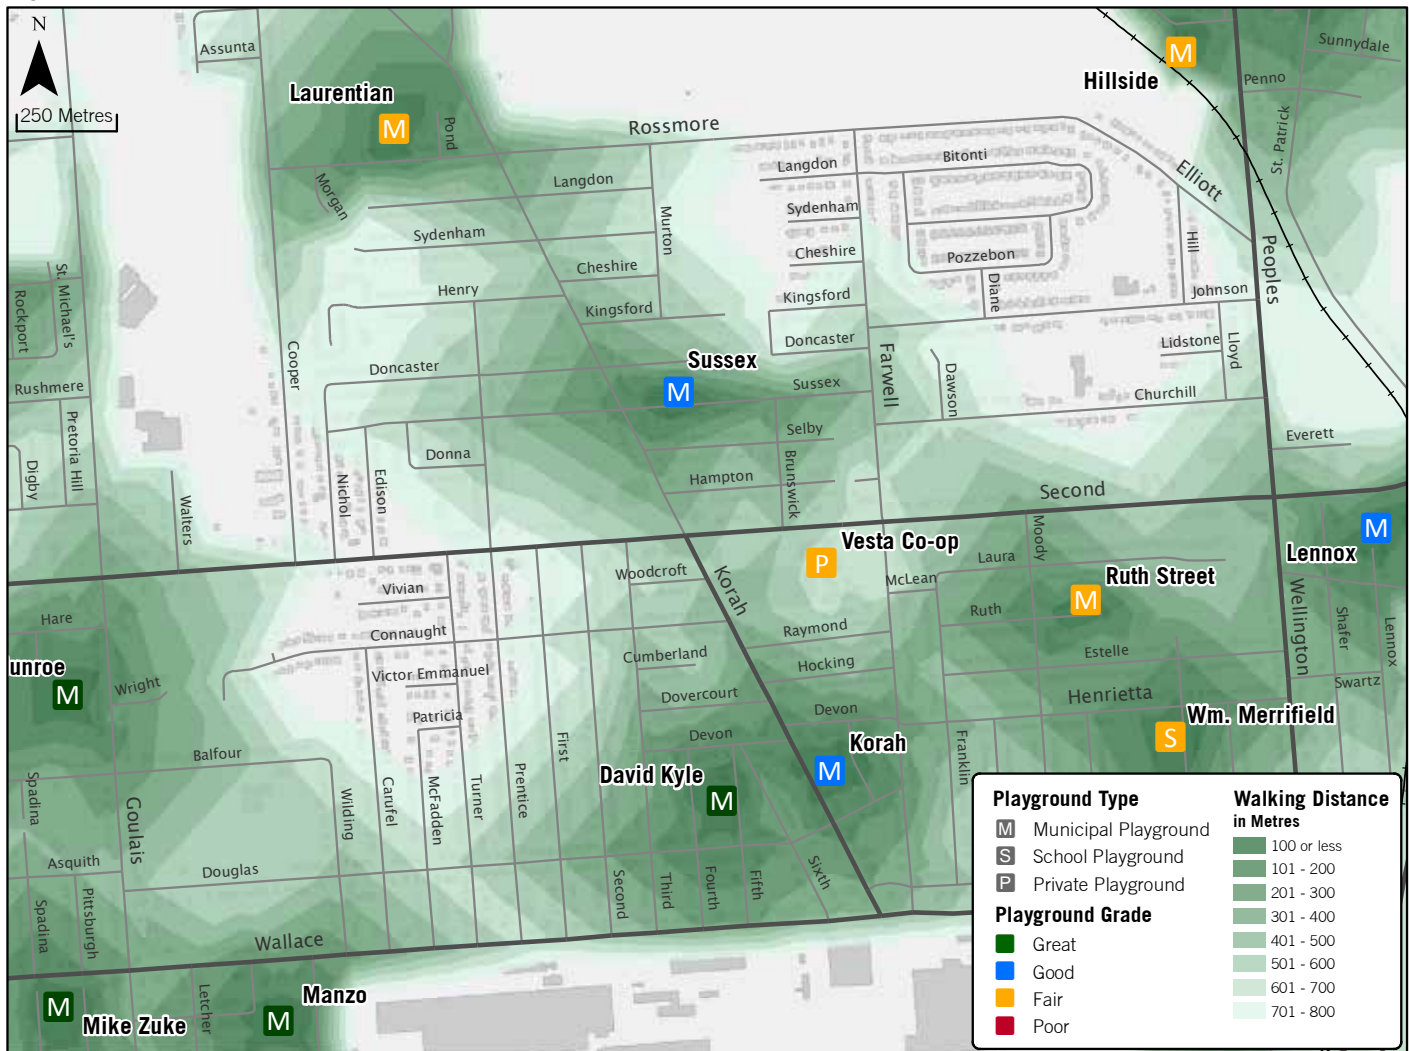 N
250 Metres
Assunta
Laurentian
M
Pond
Rossmore
Hillside
M
Sunnydale
Penno
St. Patrick
Morgan
Langdon
Murton
Langdon
Bitonti
Elliott
Sydenham
Sydenham
Cheshire
Cheshire
Pozzebon
Hill
Peoples
St. Michael's
Rockport
Henry
Kingsford
Kingsford
Diane
Johnson
Cooper
Doncaster
Doncaster
Farwell
Lidstone
Lloyd
Sussex
M
Sussex
Dawson
Churchill
Rushmere
Pretoria Hill
Digby
Donna
Nichol
Edison
Selby
Hampton
Brunswick
Everett
Walters
Second
Vesta Co-op
P
Moody
Laura
McLean
Ruth Street
M
Ruth
Lennox
M
Wellington
Shafer
Lennox
Swartz
Hare
unroe
M
Wright
Vivian
Connaught
Victor Emmanuel
Patricia
Woodcroft
Korah
Cumberland
Dovercourt
Devon
Raymond
Hocking
Devon
Estelle
Henrietta
Wm. Merrifield
S
Franklin
Korah
M
David Kyle
M
Balfour
Spadina
Goulais
Wilding
Carufel
McFadden
Turner
Prentice
First
Second
Third
Fourth
Fifth
Sixth
Asquith
Douglas
Spadina
Pittsburgh
Wallace
Mike Zuke
M
Letcher
Manzo
M
Playground Type
M Municipal Playground
S School Playground
P Private Playground
Playground Grade
Great
Good
Fair
Poor
Walking Distance
in Metres
100 or less
101 - 200
201 - 300
301 - 400
401 - 500
501 - 600
601 - 700
701 - 800